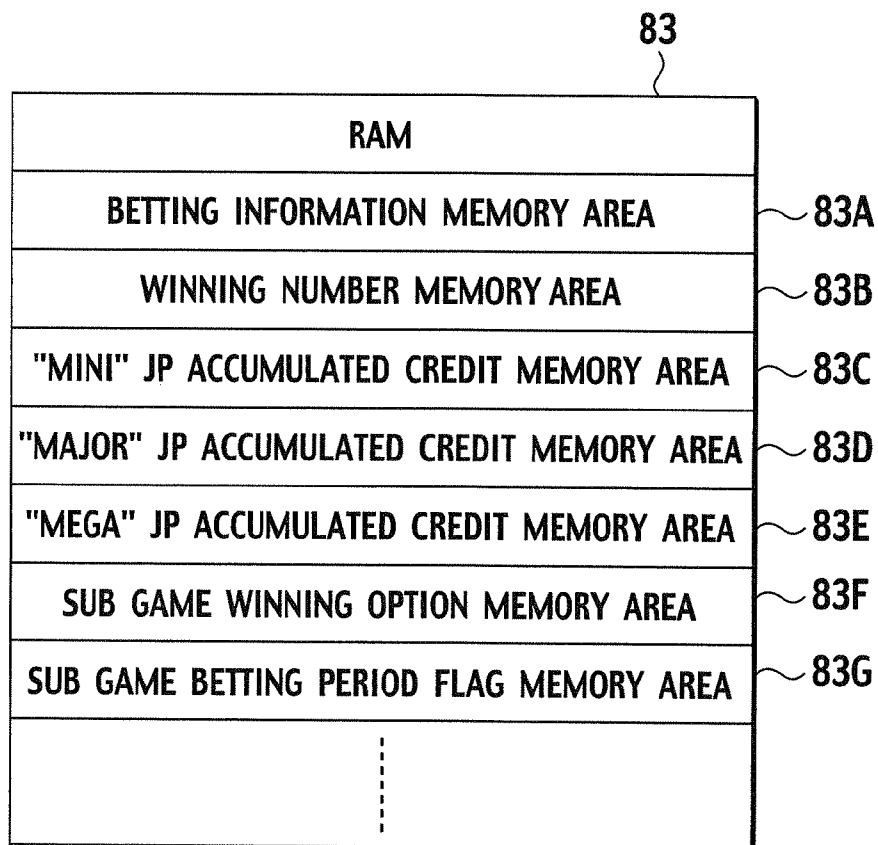 83
RAM
BETTING INFORMATION MEMORY AREA 83A
WINNING NUMBER MEMORY AREA 83B
"MINI" JP ACCUMULATED CREDIT MEMORY AREA 83C
"MAJOR" JP ACCUMULATED CREDIT MEMORY AREA 83D
"MEGA" JP ACCUMULATED CREDIT MEMORY AREA 83E
SUB GAME WINNING OPTION MEMORY AREA 83F
SUB GAME BETTING PERIOD FLAG MEMORY AREA 83G